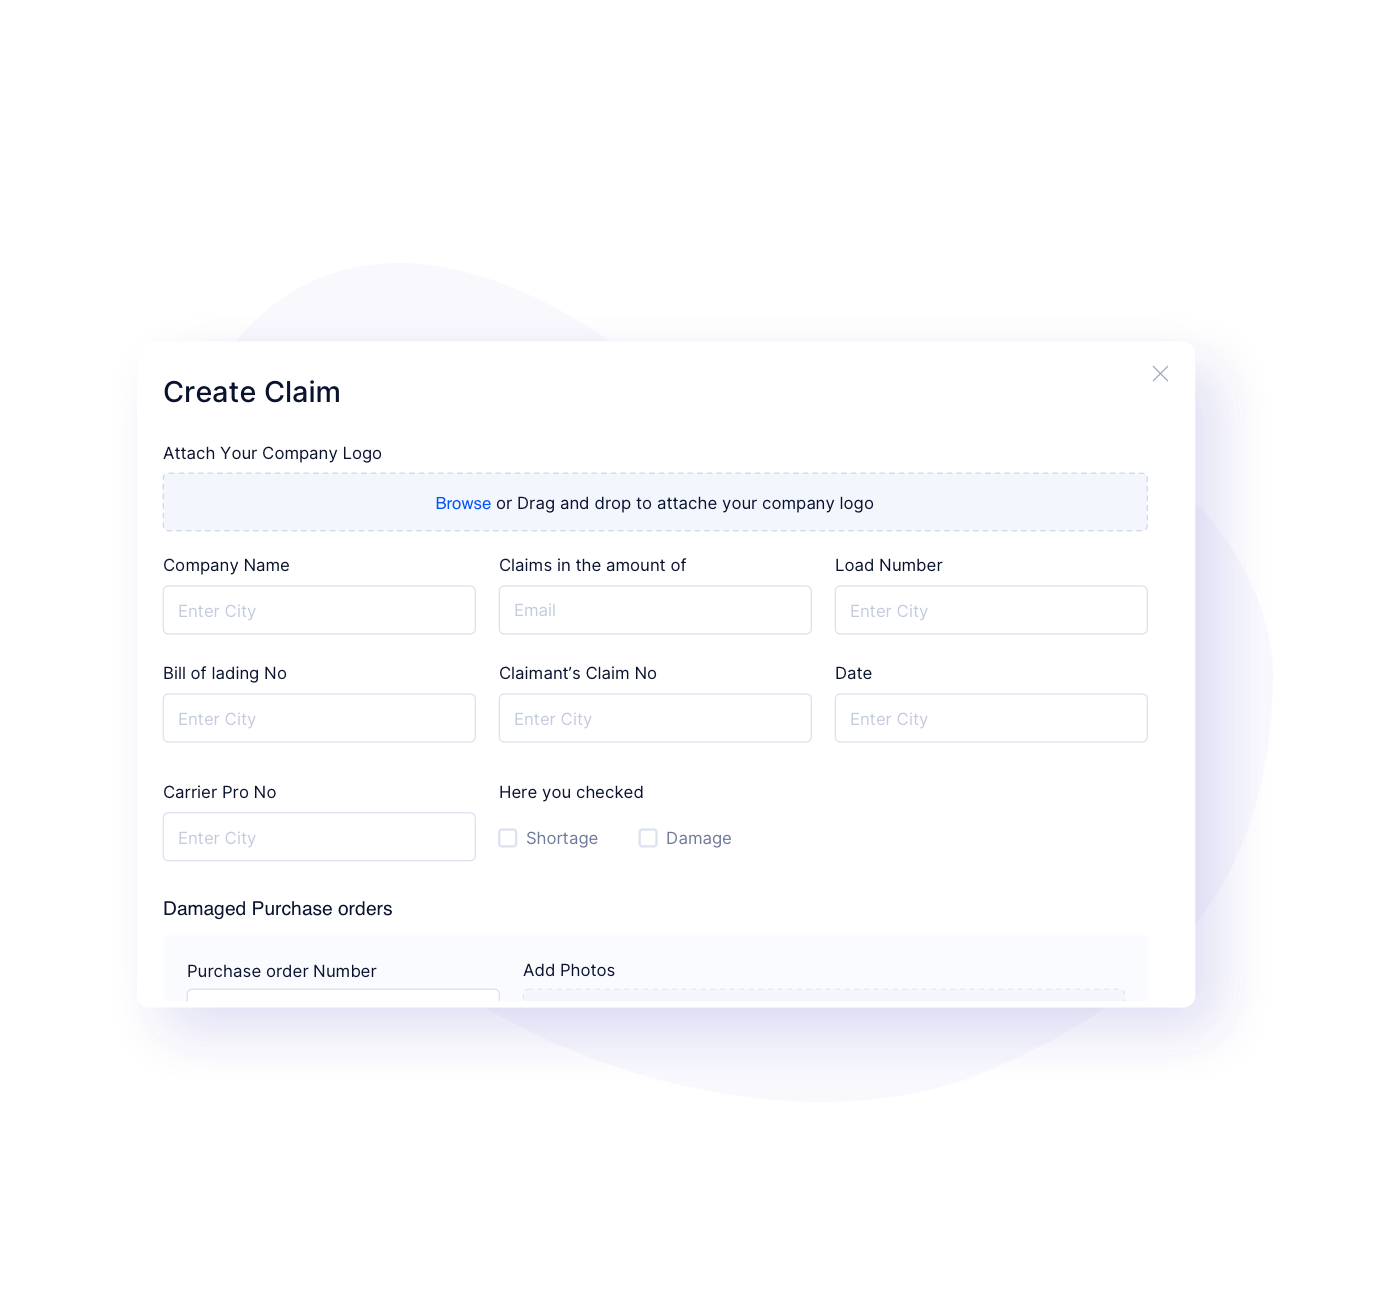 Create Claim
Attach Your Company Logo
Browse or Drag and drop to attache your company logo
Company Name
Claims in the amount of
Load Number
Enter City
Email
Enter City
Bill of lading No
Claimant’s Claim No
Date
Enter City
Enter City
Enter City
Carrier Pro No
Here you checked
Enter City
Shortage
Damage
Damaged Purchase orders
Purchase order Number
Add Photos